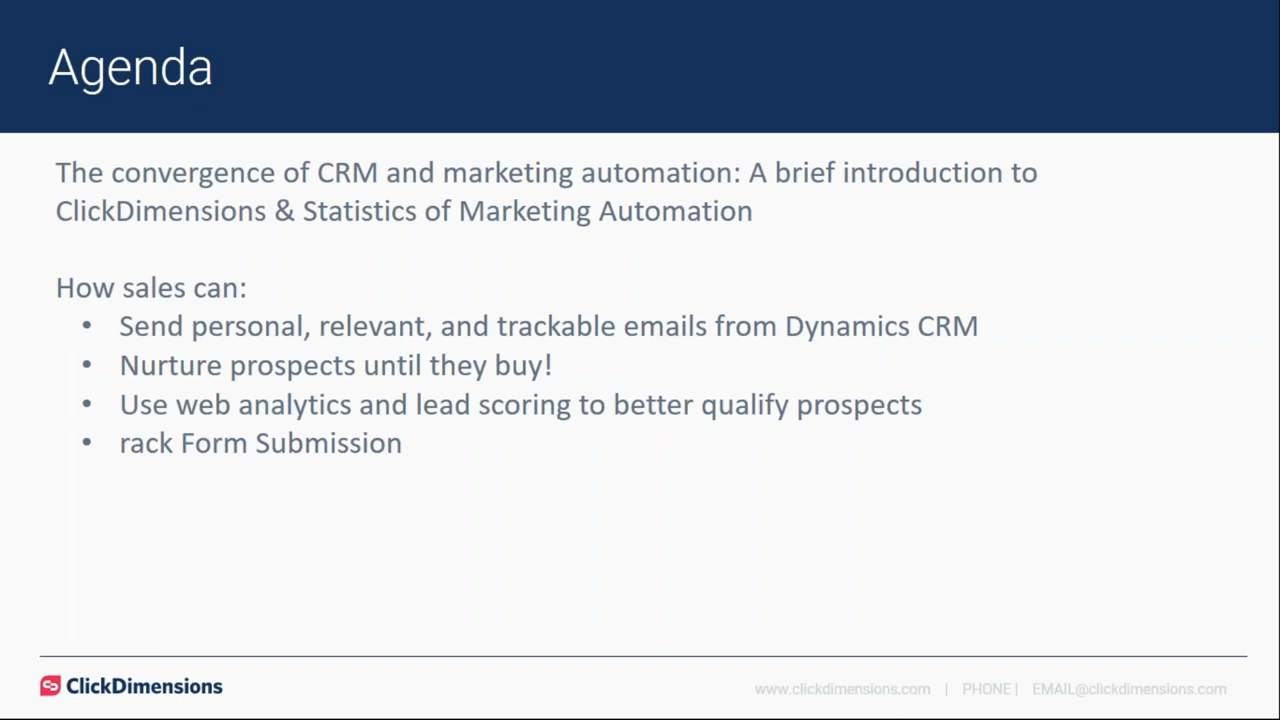 Agenda
The convergence of CRM and marketing automation: A brief introduction to
ClickDimensions & Statistics of Marketing Automation
How sales can:
• Send personal, relevant, and trackable emails from Dynamics CRM
• Nurture prospects until they buy!
• Use web analytics and lead scoring to better qualify prospects
• rack Form Submission
ClickDimensions
www.clickdimensions.com | PHONE | EMAIL@clickdimensions.com